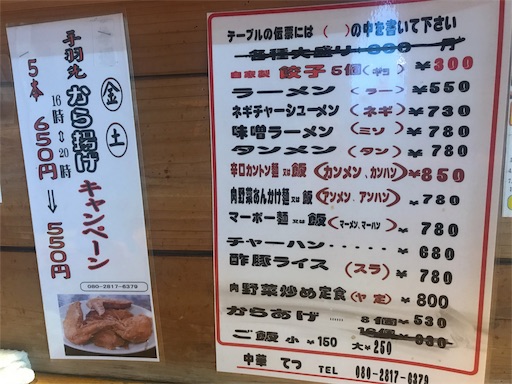 手羽先 から揚げ キャンペーン
金 土
16時〜20時
5本 650円→550円
080-2817-6379
テーブルの伝票には ( )の中を書いて下さい
各種大盛り +
自家製 餃子5個(ギョ) ¥300
ラーメン (ラー) ¥550
ネギチャーシューメン (ネギ) ¥730
味噌ラーメン (ミソ) ¥780
タンメン (タン) ¥780
辛口カントン麺 又は飯 (カンメン、カンハン) ¥850
肉野菜あんかけ麺 又は飯 (アンメン、アンハン) ¥780
マーボー麺 又は飯 (マーメン、マーハン) ¥780
チャーハン・・・・・ ¥680
酢豚ライス (スラ) ¥780
肉野菜炒め定食 (ヤ定) ¥800
からあげ ...... 8個 ¥530
ご飯 小 ¥150 大 ¥250
中華 てつ TEL 080-2817-6379